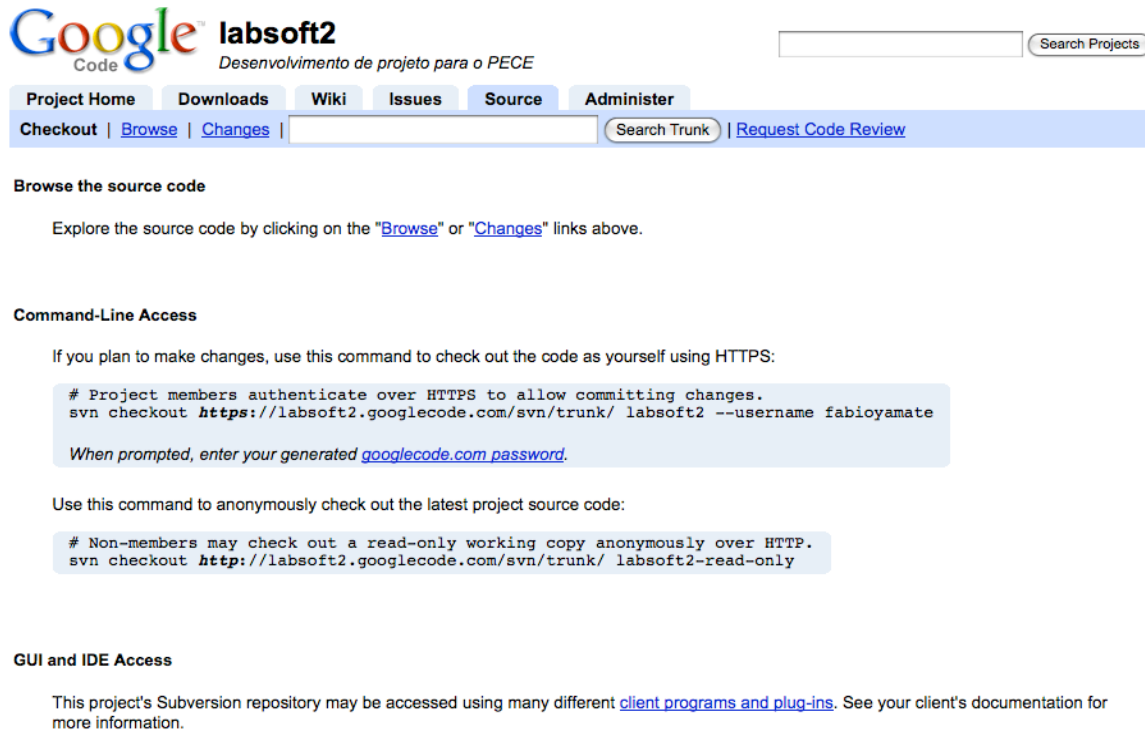 Google™ labsoft2
Code Desenvolvimento de projeto para o PECE
Search Projects
Project Home Downloads Wiki Issues Source Administer
Checkout | Browse | Changes | Search Trunk | Request Code Review
Browse the source code
Explore the source code by clicking on the "Browse" or "Changes" links above.
Command-Line Access
If you plan to make changes, use this command to check out the code as yourself using HTTPS:
# Project members authenticate over HTTPS to allow committing changes.
svn checkout https://labsoft2.googlecode.com/svn/trunk/ labsoft2 --username fabioyamate
When prompted, enter your generated googlecode.com password.
Use this command to anonymously check out the latest project source code:
# Non-members may check out a read-only working copy anonymously over HTTP.
svn checkout http://labsoft2.googlecode.com/svn/trunk/ labsoft2-read-only
GUI and IDE Access
This project's Subversion repository may be accessed using many different client programs and plug-ins. See your client's documentation for
more information.